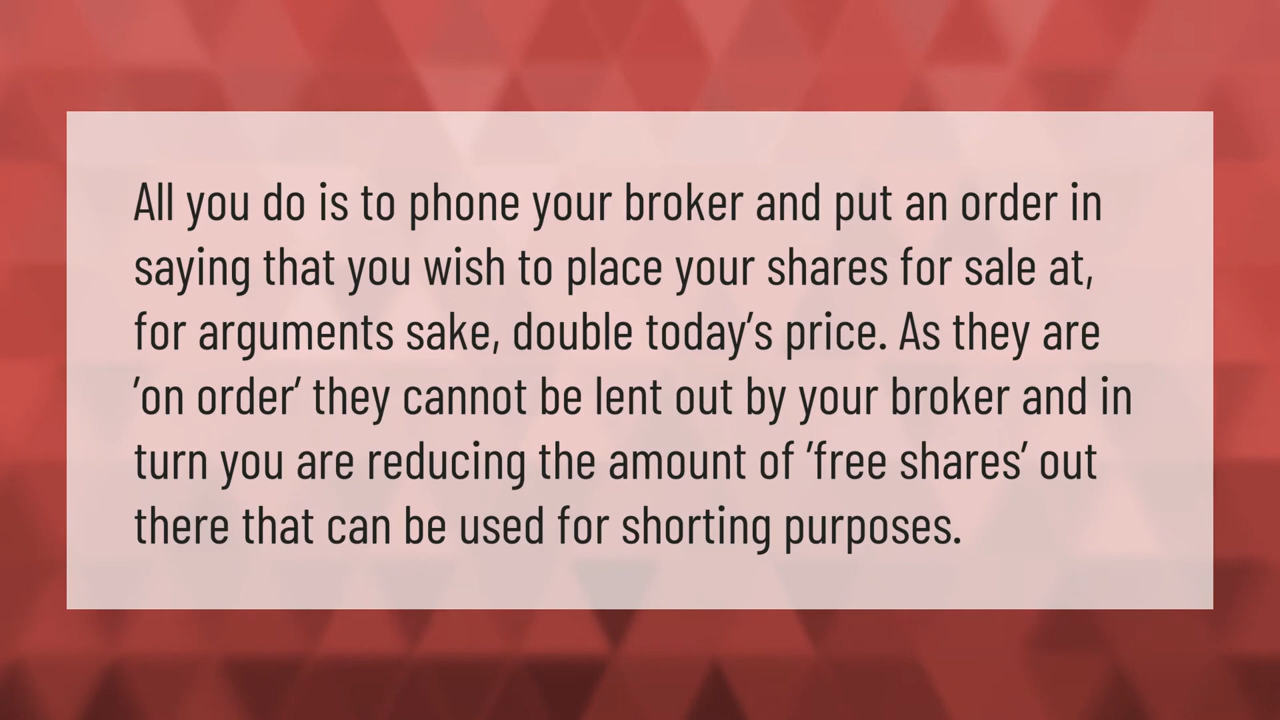 All you do is to phone your broker and put an order in
saying that you wish to place your shares for sale at,
for arguments sake, double today’s price. As they are
’on order’ they cannot be lent out by your broker and in
turn you are reducing the amount of ’free shares’ out
there that can be used for shorting purposes.